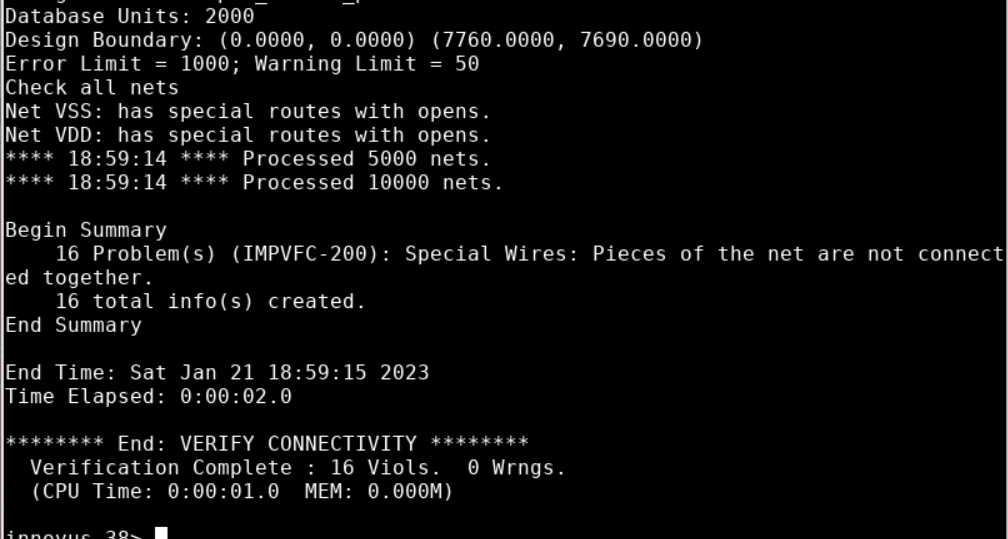 Database Units: 2000
Design Boundary: (0.0000, 0.0000) (7760.0000, 7690.0000)
Error Limit = 1000; Warning Limit = 50
Check all nets
Net VSS: has special routes with opens.
Net VDD: has special routes with opens.
**** 18:59:14 **** Processed 5000 nets.
**** 18:59:14 **** Processed 10000 nets.
Begin Summary
    16 Problem(s) (IMPVFC-200): Special Wires: Pieces of the net are not connect
ed together.
    16 total info(s) created.
End Summary
End Time: Sat Jan 21 18:59:15 2023
Time Elapsed: 0:00:02.0
******** End: VERIFY CONNECTIVITY ********
  Verification Complete : 16 Viols.  0 Wrngs.
  (CPU Time: 0:00:01.0  MEM: 0.000M)
innovus 38>